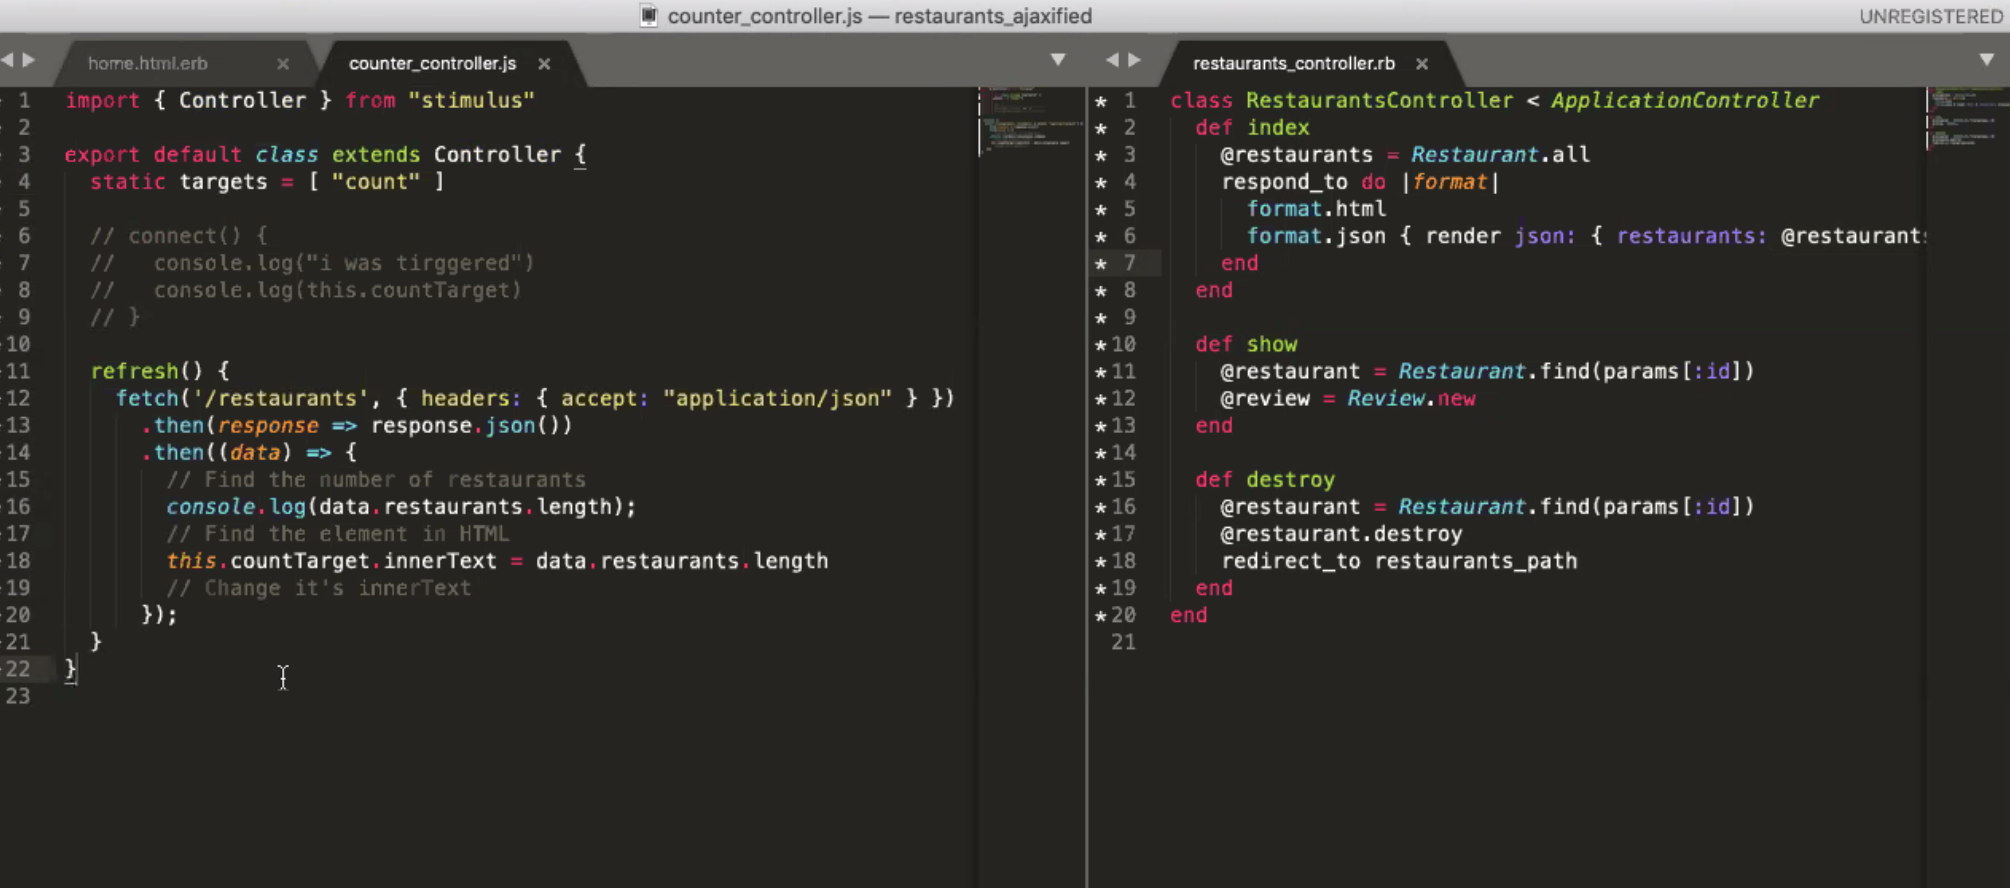 counter_controller.js — restaurants_ajaxified
UNREGISTERED
home.html.erb ×
counter_controller.js ×
1 import { Controller } from "stimulus"
2
3 export default class extends Controller {
4 static targets = [ "count" ]
5
6 // connect() {
7 // console.log("i was tirggered")
8 // console.log(this.countTarget)
9 // }
10
11 refresh() {
12 fetch('/restaurants', { headers: { accept: "application/json" } })
13 .then(response => response.json())
14 .then((data) => {
15 // Find the number of restaurants
16 console.log(data.restaurants.length);
17 // Find the element in HTML
18 this.countTarget.innerText = data.restaurants.length
19 // Change it's innerText
20 });
21 }
22 }
23
restaurants_controller.rb ×
* 1 class RestaurantsController < ApplicationController
* 2 def index
* 3 @restaurants = Restaurant.all
* 4 respond_to do |format|
* 5 format.html
* 6 format.json { render json: { restaurants: @restaurants
* 7 end
* 8 end
* 9
* 10 def show
* 11 @restaurant = Restaurant.find(params[:id])
* 12 @review = Review.new
* 13 end
* 14
* 15 def destroy
* 16 @restaurant = Restaurant.find(params[:id])
* 17 @restaurant.destroy
* 18 redirect_to restaurants_path
* 19 end
* 20 end
21